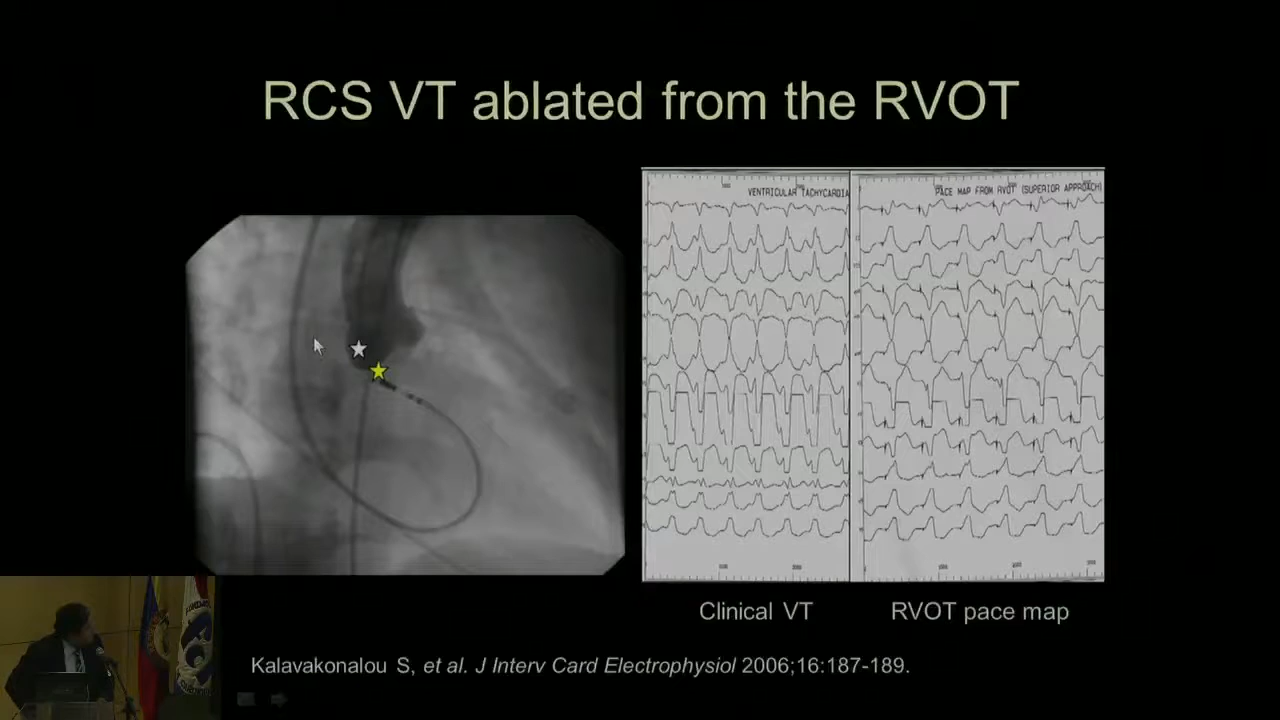 RCS VT ablated from the RVOT
VENTRICULAR TACHYCARDIA
PACE MAP FROM RVOT (SUPERIOR APPROACH)
Clinical VT
RVOT pace map
Kalavakonalou S, et al. J Interv Card Electrophysiol 2006;16:187-189.